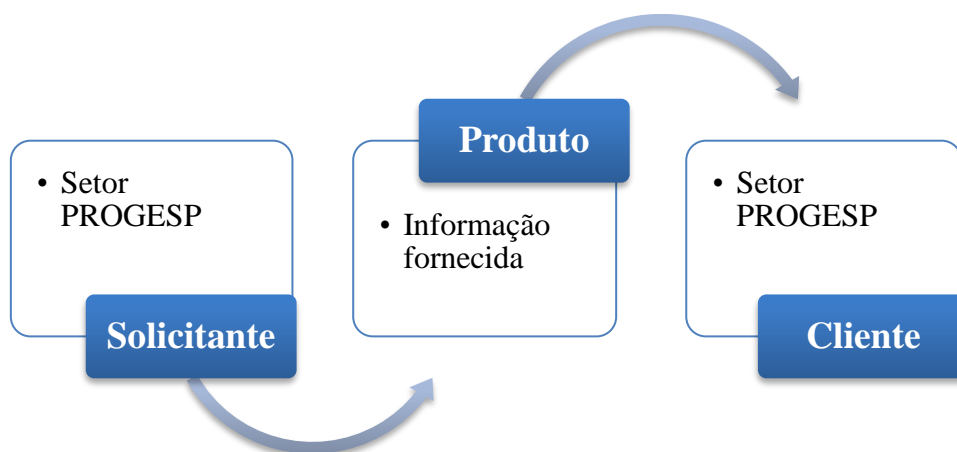 • Setor
PROGESP
Solicitante
Produto
• Informação
fornecida
• Setor
PROGESP
Cliente